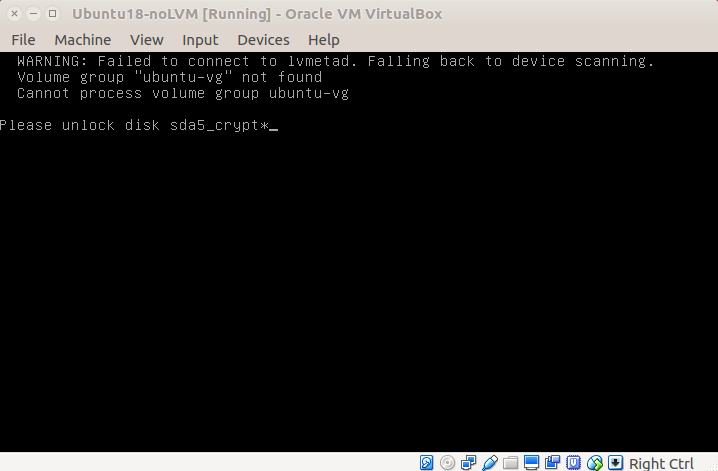 Ubuntu18-noLVM [Running] - Oracle VM VirtualBox
File Machine View Input Devices Help
WARNING: Failed to connect to lvmetad. Falling back to device scanning.
Volume group "ubuntu-vg" not found
Cannot process volume group ubuntu-vg
Please unlock disk sda5_crypt*_
Right Ctrl